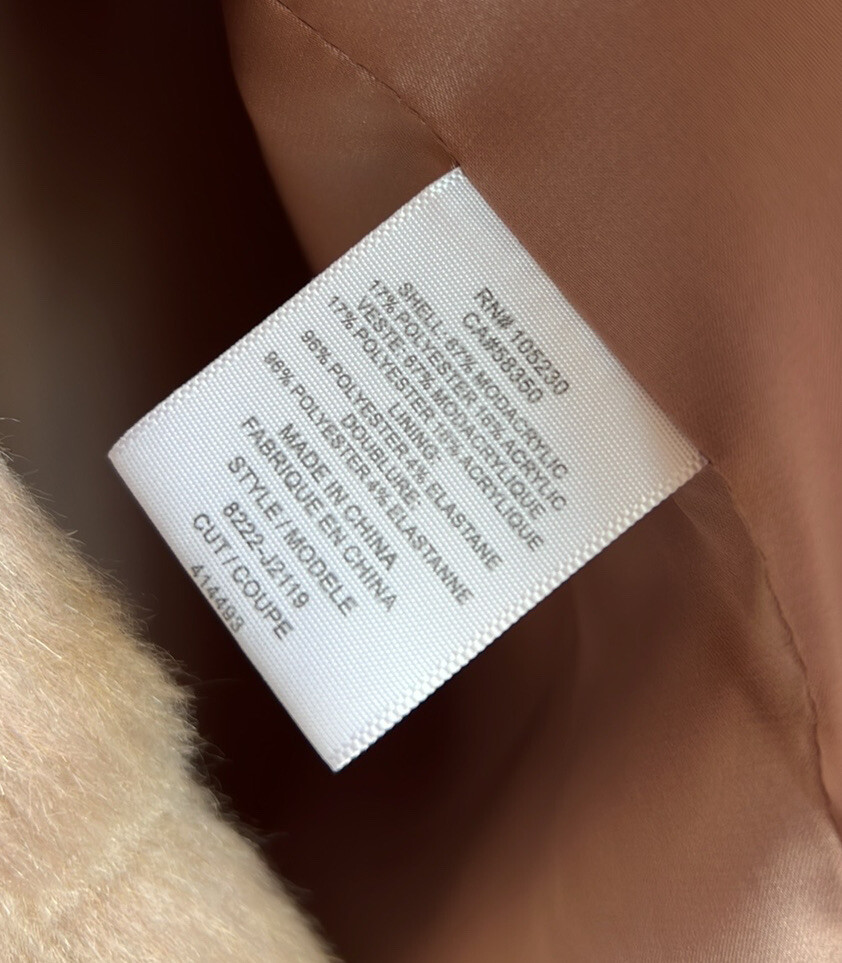 RN# 105230
CA#58350
SHELL: 67% MODACRYLIC
17% POLYESTER 16% ACRYLIC
VESTE: 67% MODACRYLIQUE
17% POLYESTER 16% ACRYLIQUE
LINING:
96% POLYESTER 4% ELASTANE
DOUBLURE:
96% POLYESTER 4% ELASTANNE
MADE IN CHINA
FABRIQUE EN CHINA
STYLE / MODELE
8222-J2119
CUT / COUPE
414493